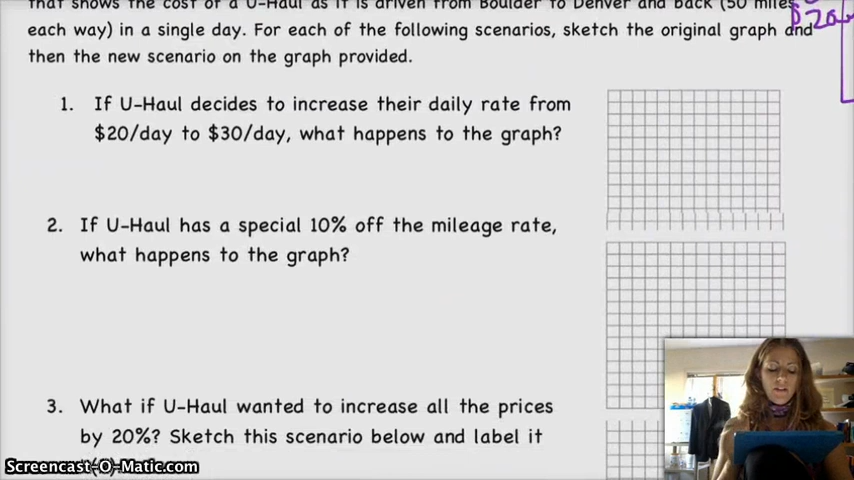 that shows the cost of a U-Haul as it is driven from Boulder to Denver and back (50 miles
each way) in a single day. For each of the following scenarios, sketch the original graph and
then the new scenario on the graph provided.
$20
1. If U-Haul decides to increase their daily rate from
$20/day to $30/day, what happens to the graph?
2. If U-Haul has a special 10% off the mileage rate,
what happens to the graph?
3. What if U-Haul wanted to increase all the prices
by 20%? Sketch this scenario below and label it
Screencast-O-Matic.com